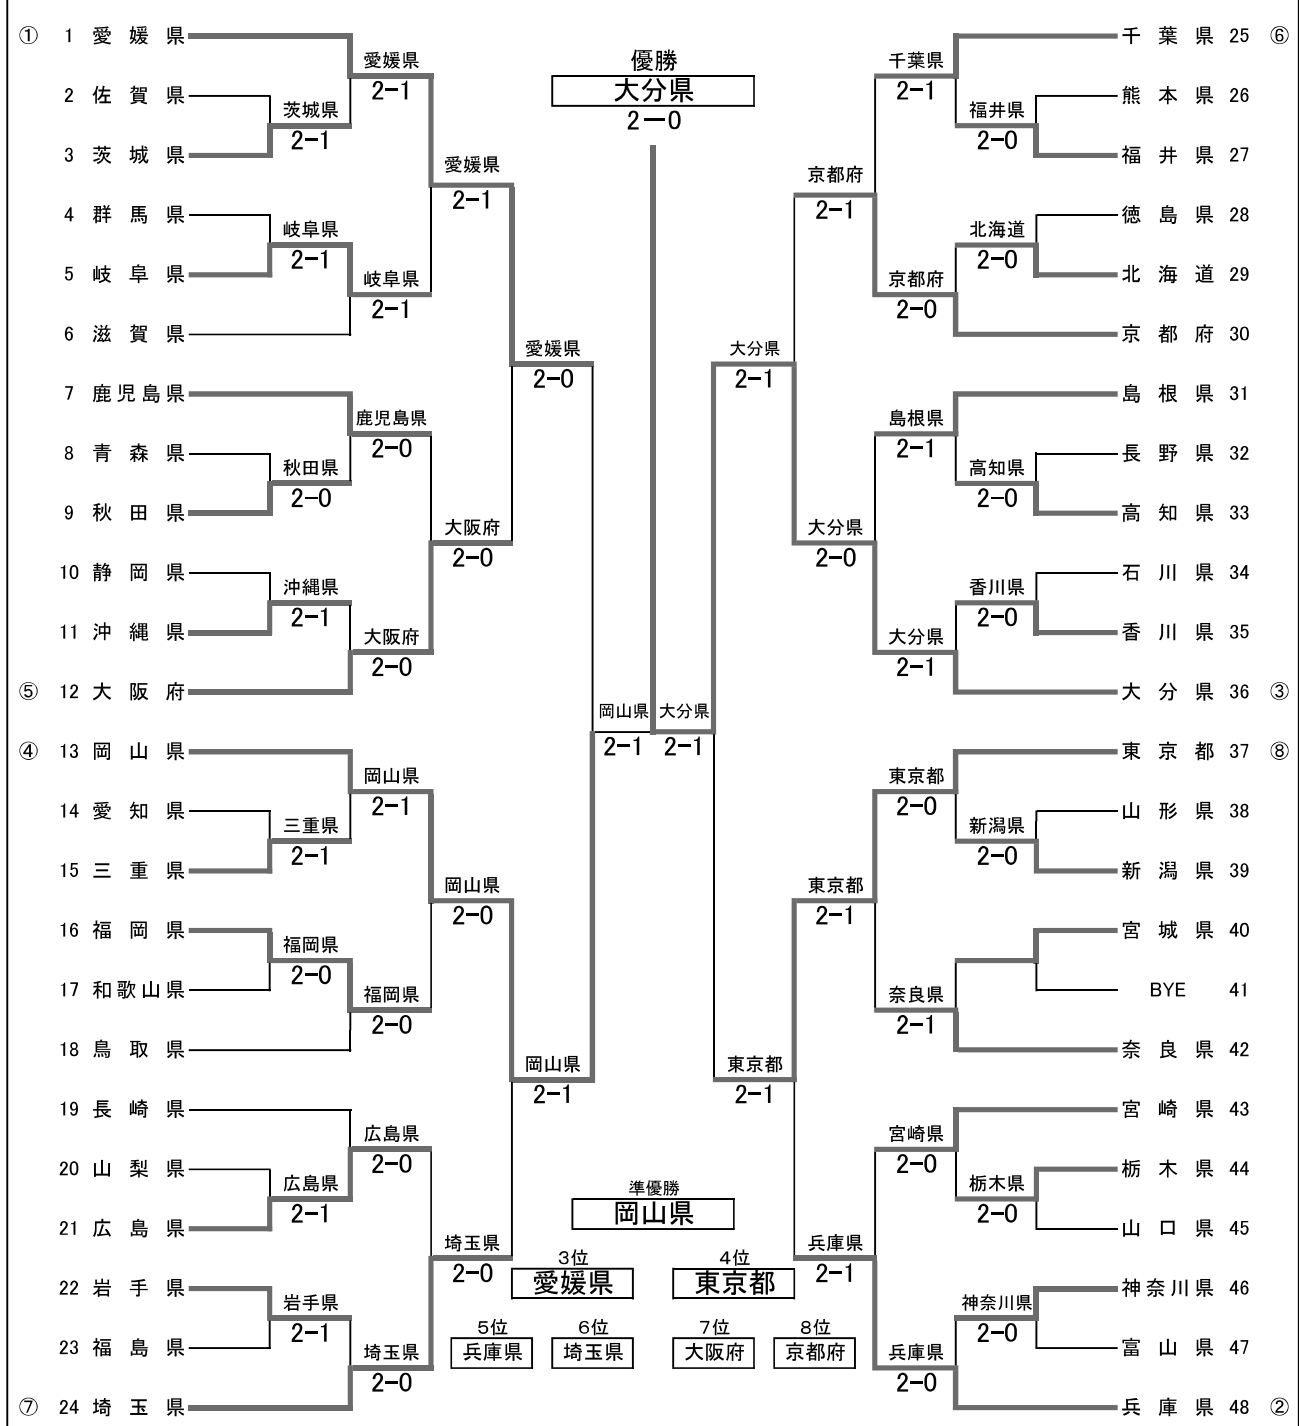 ① 1 愛媛県
2 佐賀県
3 茨城県
4 群馬県
5 岐阜県
6 滋賀県
7 鹿児島県
8 青森県
9 秋田県
10 静岡県
11 沖縄県
⑤ 12 大阪府
④ 13 岡山県
14 愛知県
15 三重県
16 福岡県
17 和歌山県
18 鳥取県
19 長崎県
20 山梨県
21 広島県
22 岩手県
23 福島県
⑦ 24 埼玉県
茨城県
2-1
岐阜県
2-1
秋田県
2-0
沖縄県
2-1
三重県
2-1
福岡県
2-0
広島県
2-1
岩手県
2-1
愛媛県
2-1
岐阜県
2-1
鹿児島県
2-0
大阪府
2-0
岡山県
2-1
福岡県
2-0
広島県
2-0
埼玉県
2-0
愛媛県
2-1
大阪府
2-0
岡山県
2-0
埼玉県
2-0
愛媛県
2-0
岡山県
2-1
岡山県
2-1
優勝
大分県
2-0
大分県
2-1
大分県
2-1
東京都
2-1
京都府
2-1
大分県
2-0
東京都
2-1
兵庫県
2-1
千葉県
2-1
京都府
2-0
島根県
2-1
大分県
2-1
東京都
2-0
奈良県
2-1
宮崎県
2-0
兵庫県
2-0
福井県
2-0
北海道
2-0
高知県
2-0
香川県
2-0
新潟県
2-0
栃木県
2-0
神奈川県
2-0
千葉県 25 ⑥
熊本県 26
福井県 27
徳島県 28
北海道 29
京都府 30
島根県 31
長野県 32
高知県 33
石川県 34
香川県 35
大分県 36 ③
東京都 37 ⑧
山形県 38
新潟県 39
宮城県 40
BYE 41
奈良県 42
宮崎県 43
栃木県 44
山口県 45
神奈川県 46
富山県 47
兵庫県 48 ②
準優勝
岡山県
3位
愛媛県
4位
東京都
5位
兵庫県
6位
埼玉県
7位
大阪府
8位
京都府